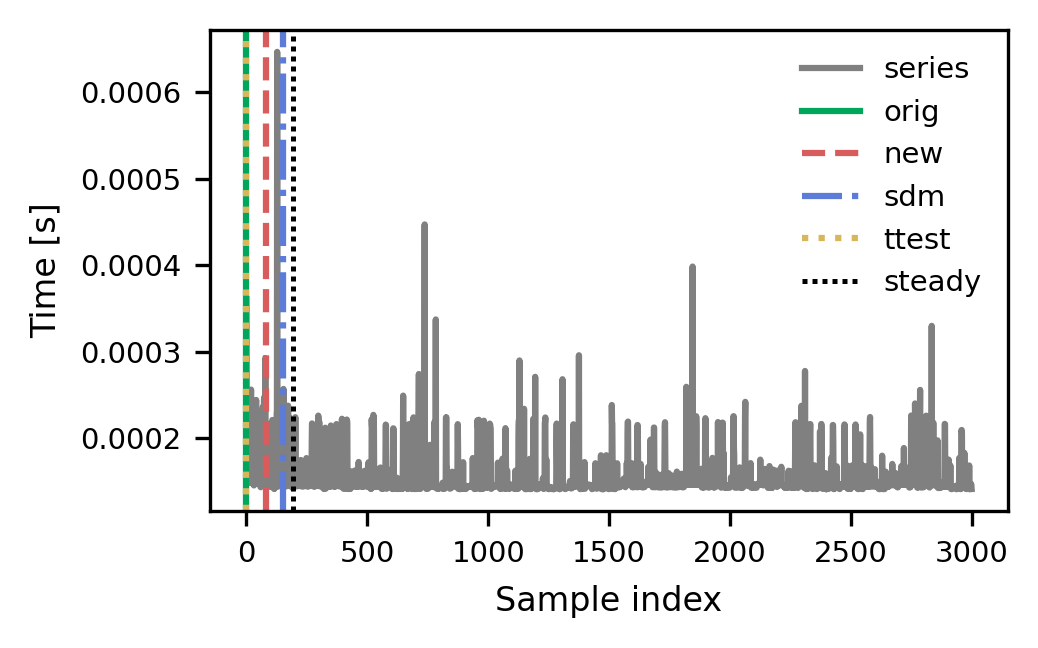 0.0006
0.0005
0.0004
0.0003
0.0002
Time [s]
series
orig
new
sdm
ttest
steady
0 500 1000 1500 2000 2500 3000
Sample index